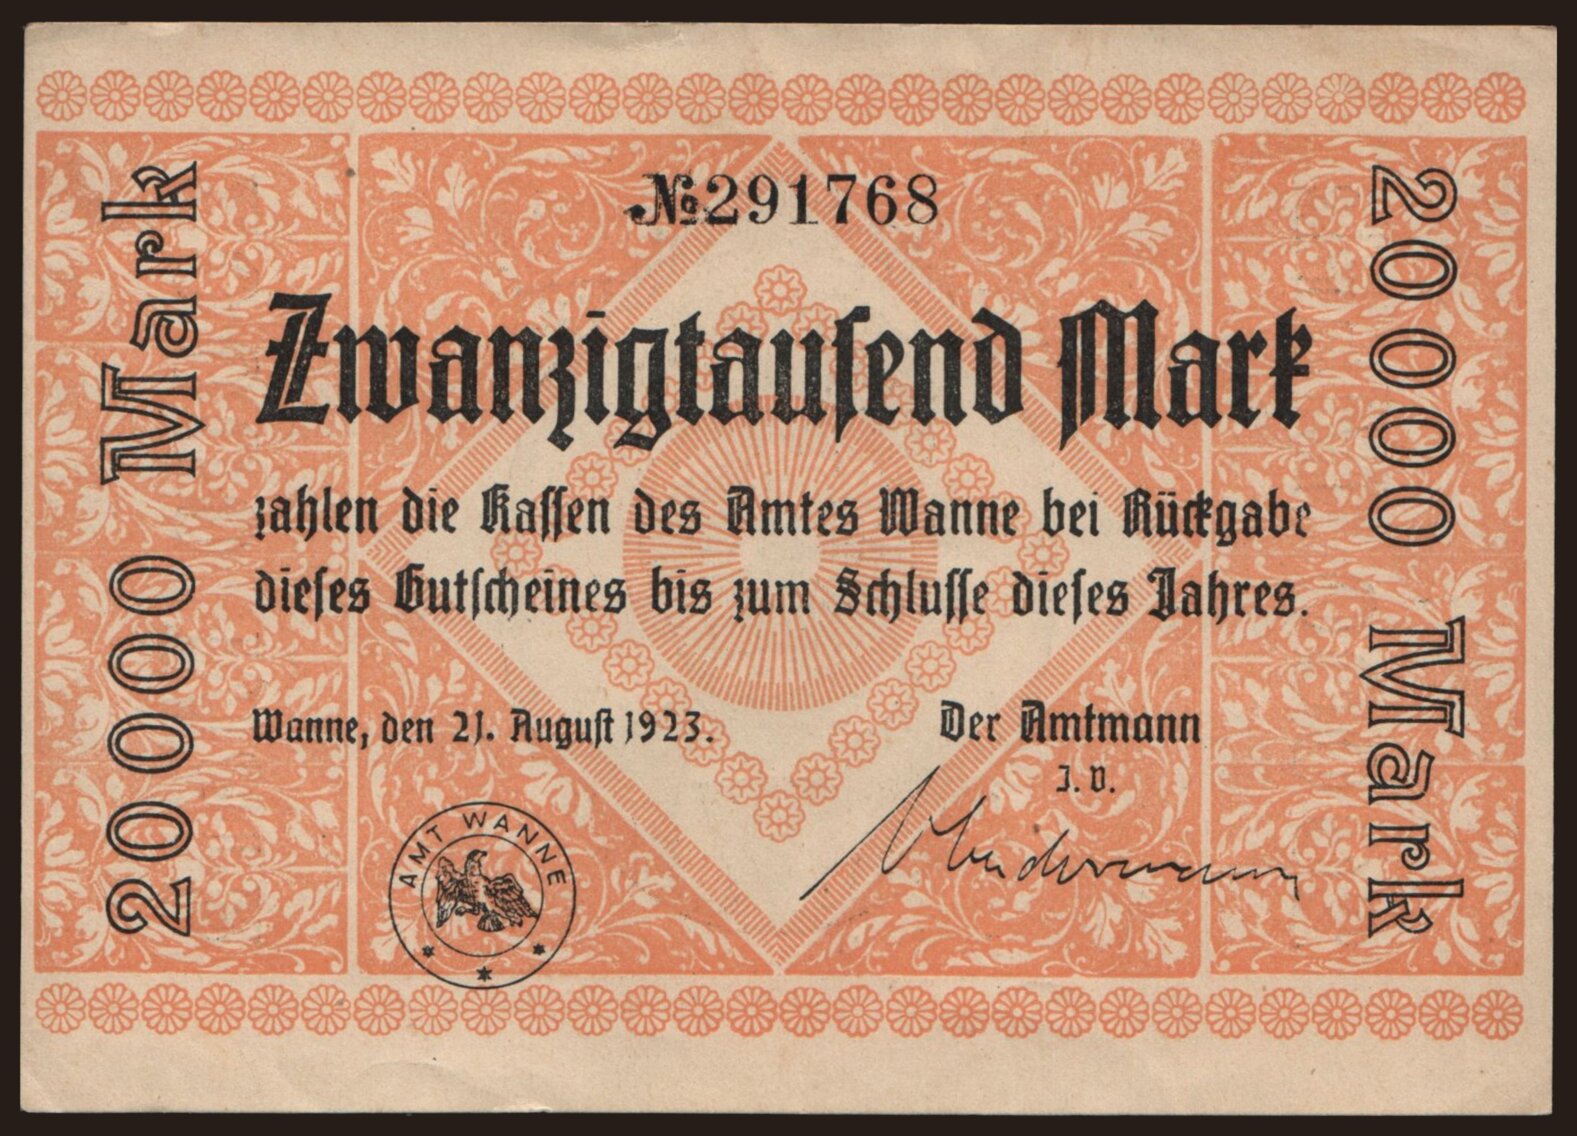 №291768
20000 Mark
20000 Mark
Zwanzigtausend Mark
zahlen die Kassen des Amtes Wanne bei Rückgabe
dieses Gutscheines bis zum Schlusse dieses Jahres.
Wanne, den 21. August 1923.
Der Amtmann
J. V.
AMT WANNE